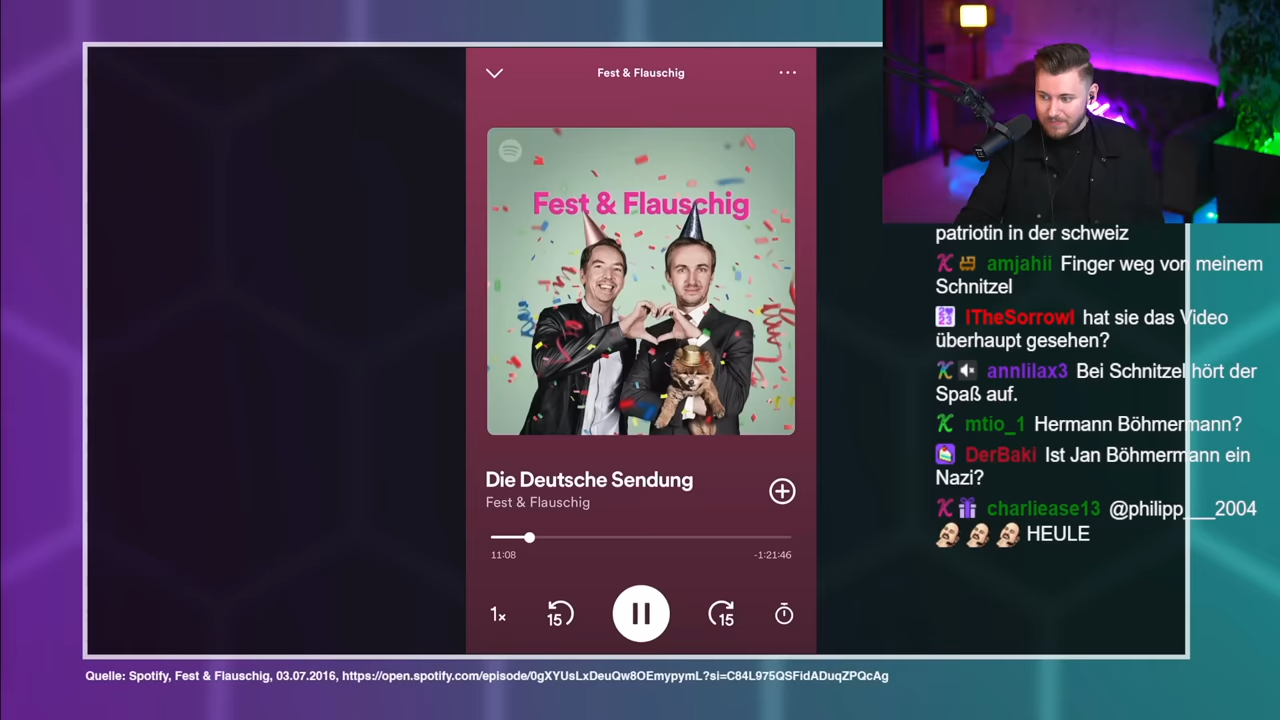 Fest & Flauschig
Fest & Flauschig
Die Deutsche Sendung
Fest & Flauschig
11:08
-1:21:46
1x
15
15
patriotin in der schweiz
amjahii Finger weg von meinem
Schnitzel
lTheSorrowl hat sie das Video
überhaupt gesehen?
annlilax3 Bei Schnitzel hört der
Spaß auf.
mtio_1 Hermann Böhmermann?
DerBaki Ist Jan Böhmermann ein
Nazi?
charliease13 @philipp___2004
HEULE
Quelle: Spotify, Fest & Flauschig, 03.07.2016, https://open.spotify.com/episode/0gXYUsLxDeuQw8OEmypymL?si=C84L975QSFidADuqZPQcAg